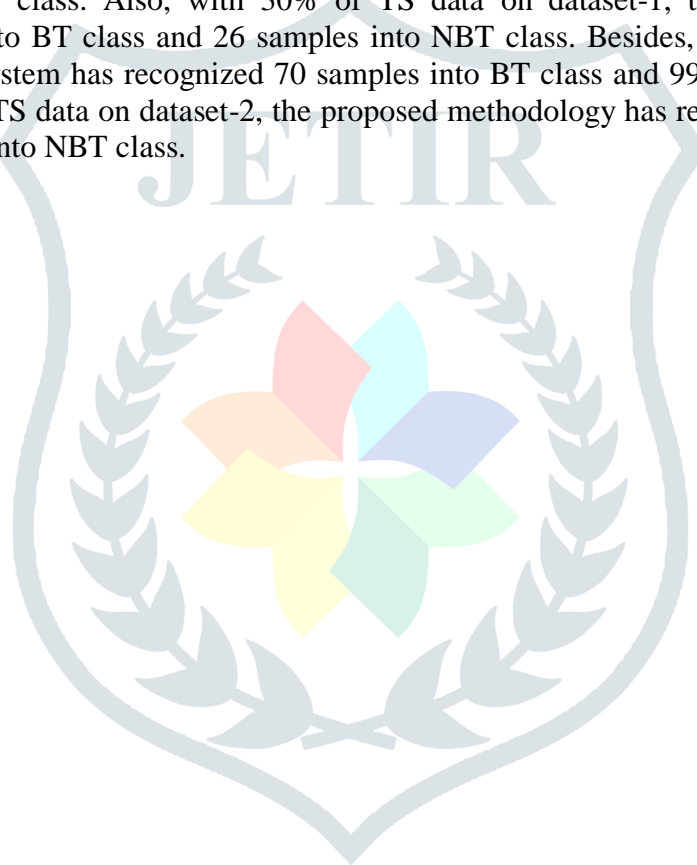 class. Also, with 30% of TS data on dataset-1, t
to BT class and 26 samples into NBT class. Besides,
stem has recognized 70 samples into BT class and 99
TS data on dataset-2, the proposed methodology has re
nto NBT class.
JETIR